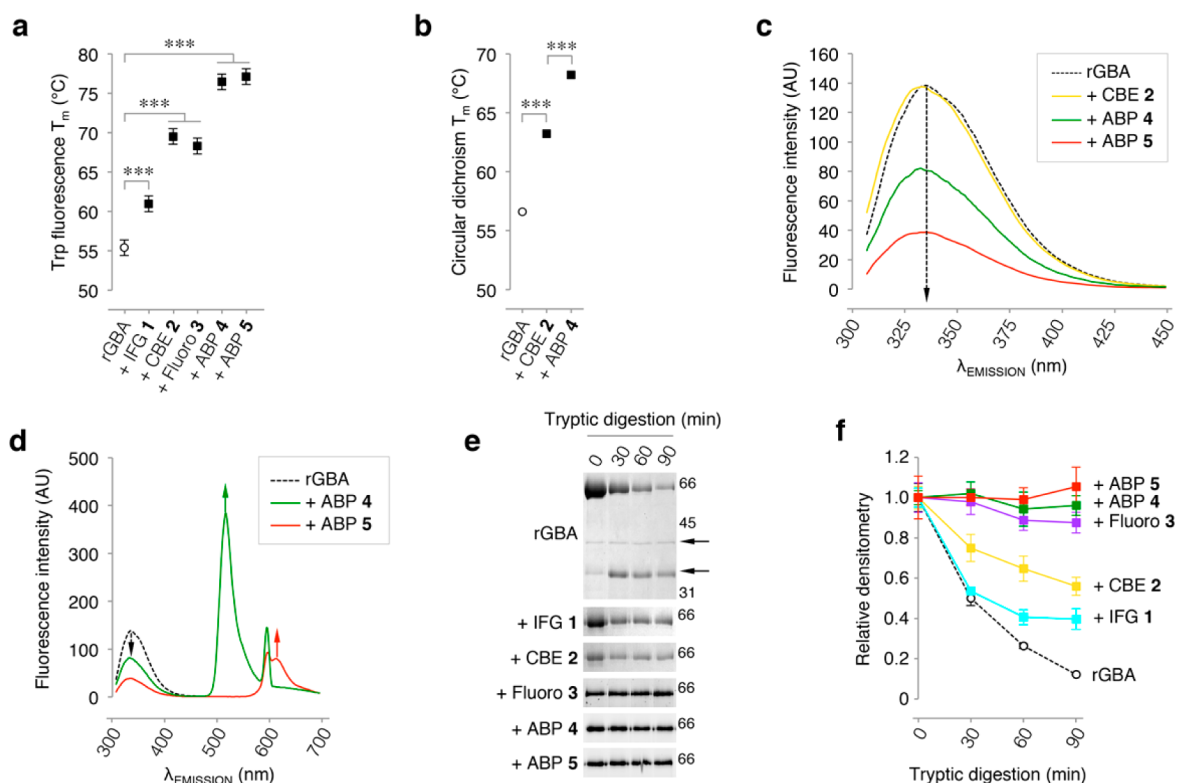 a
Trp fluorescence Tm (°C)
80
75
70
65
60
55
50
***
***
***
rGBA
+ IFG 1
+ CBE 2
+ Fluoro 3
+ ABP 4
+ ABP 5
b
Circular dichroism Tm (°C)
70
65
60
55
50
***
***
rGBA
+ CBE 2
+ ABP 4
c
Fluorescence intensity (AU)
160
140
120
100
80
60
40
20
0
rGBA
+ CBE 2
+ ABP 4
+ ABP 5
300
325
350
375
400
425
450
λEMISSION (nm)
d
Fluorescence intensity (AU)
500
400
300
200
100
0
rGBA
+ ABP 4
+ ABP 5
300
400
500
600
700
λEMISSION (nm)
e
Tryptic digestion (min)
0 30 60 90
66
45
rGBA
31
+ IFG 1 66
+ CBE 2 66
+ Fluoro 3 66
+ ABP 4 66
+ ABP 5 66
f
Relative densitometry
1.2
1.0
0.8
0.6
0.4
0.2
0
+ ABP 5
+ ABP 4
+ Fluoro 3
+ CBE 2
+ IFG 1
rGBA
0
30
60
90
Tryptic digestion (min)